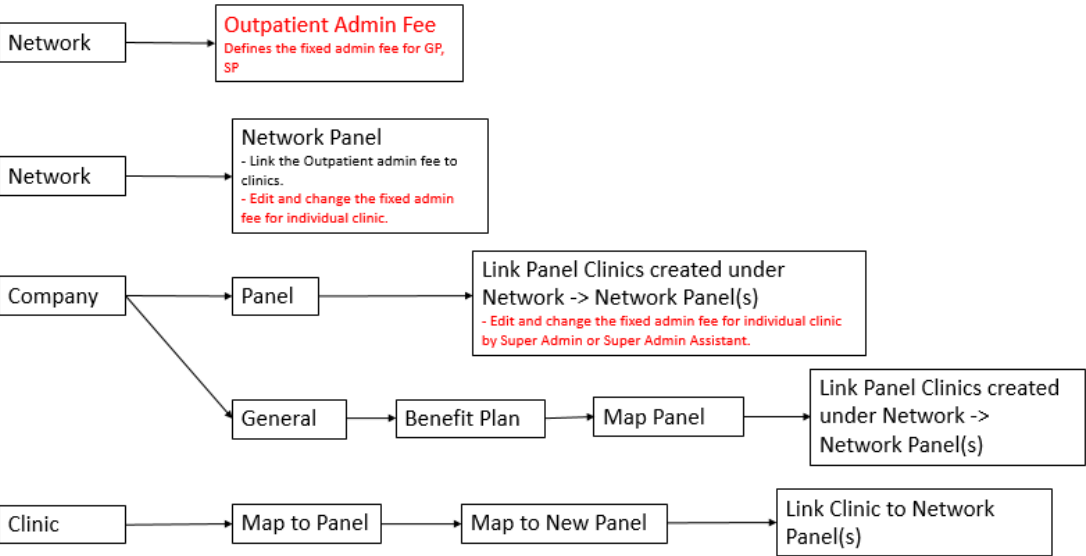 Network
Outpatient Admin Fee
Defines the fixed admin fee for GP,
SP
Network
Network Panel
- Link the Outpatient admin fee to
clinics.
- Edit and change the fixed admin
fee for individual clinic.
Company
Panel
Link Panel Clinics created under
Network -> Network Panel(s)
- Edit and change the fixed admin fee for individual clinic
by Super Admin or Super Admin Assistant.
General
Benefit Plan
Map Panel
Link Panel Clinics created
under Network ->
Network Panel(s)
Clinic
Map to Panel
Map to New Panel
Link Clinic to Network
Panel(s)